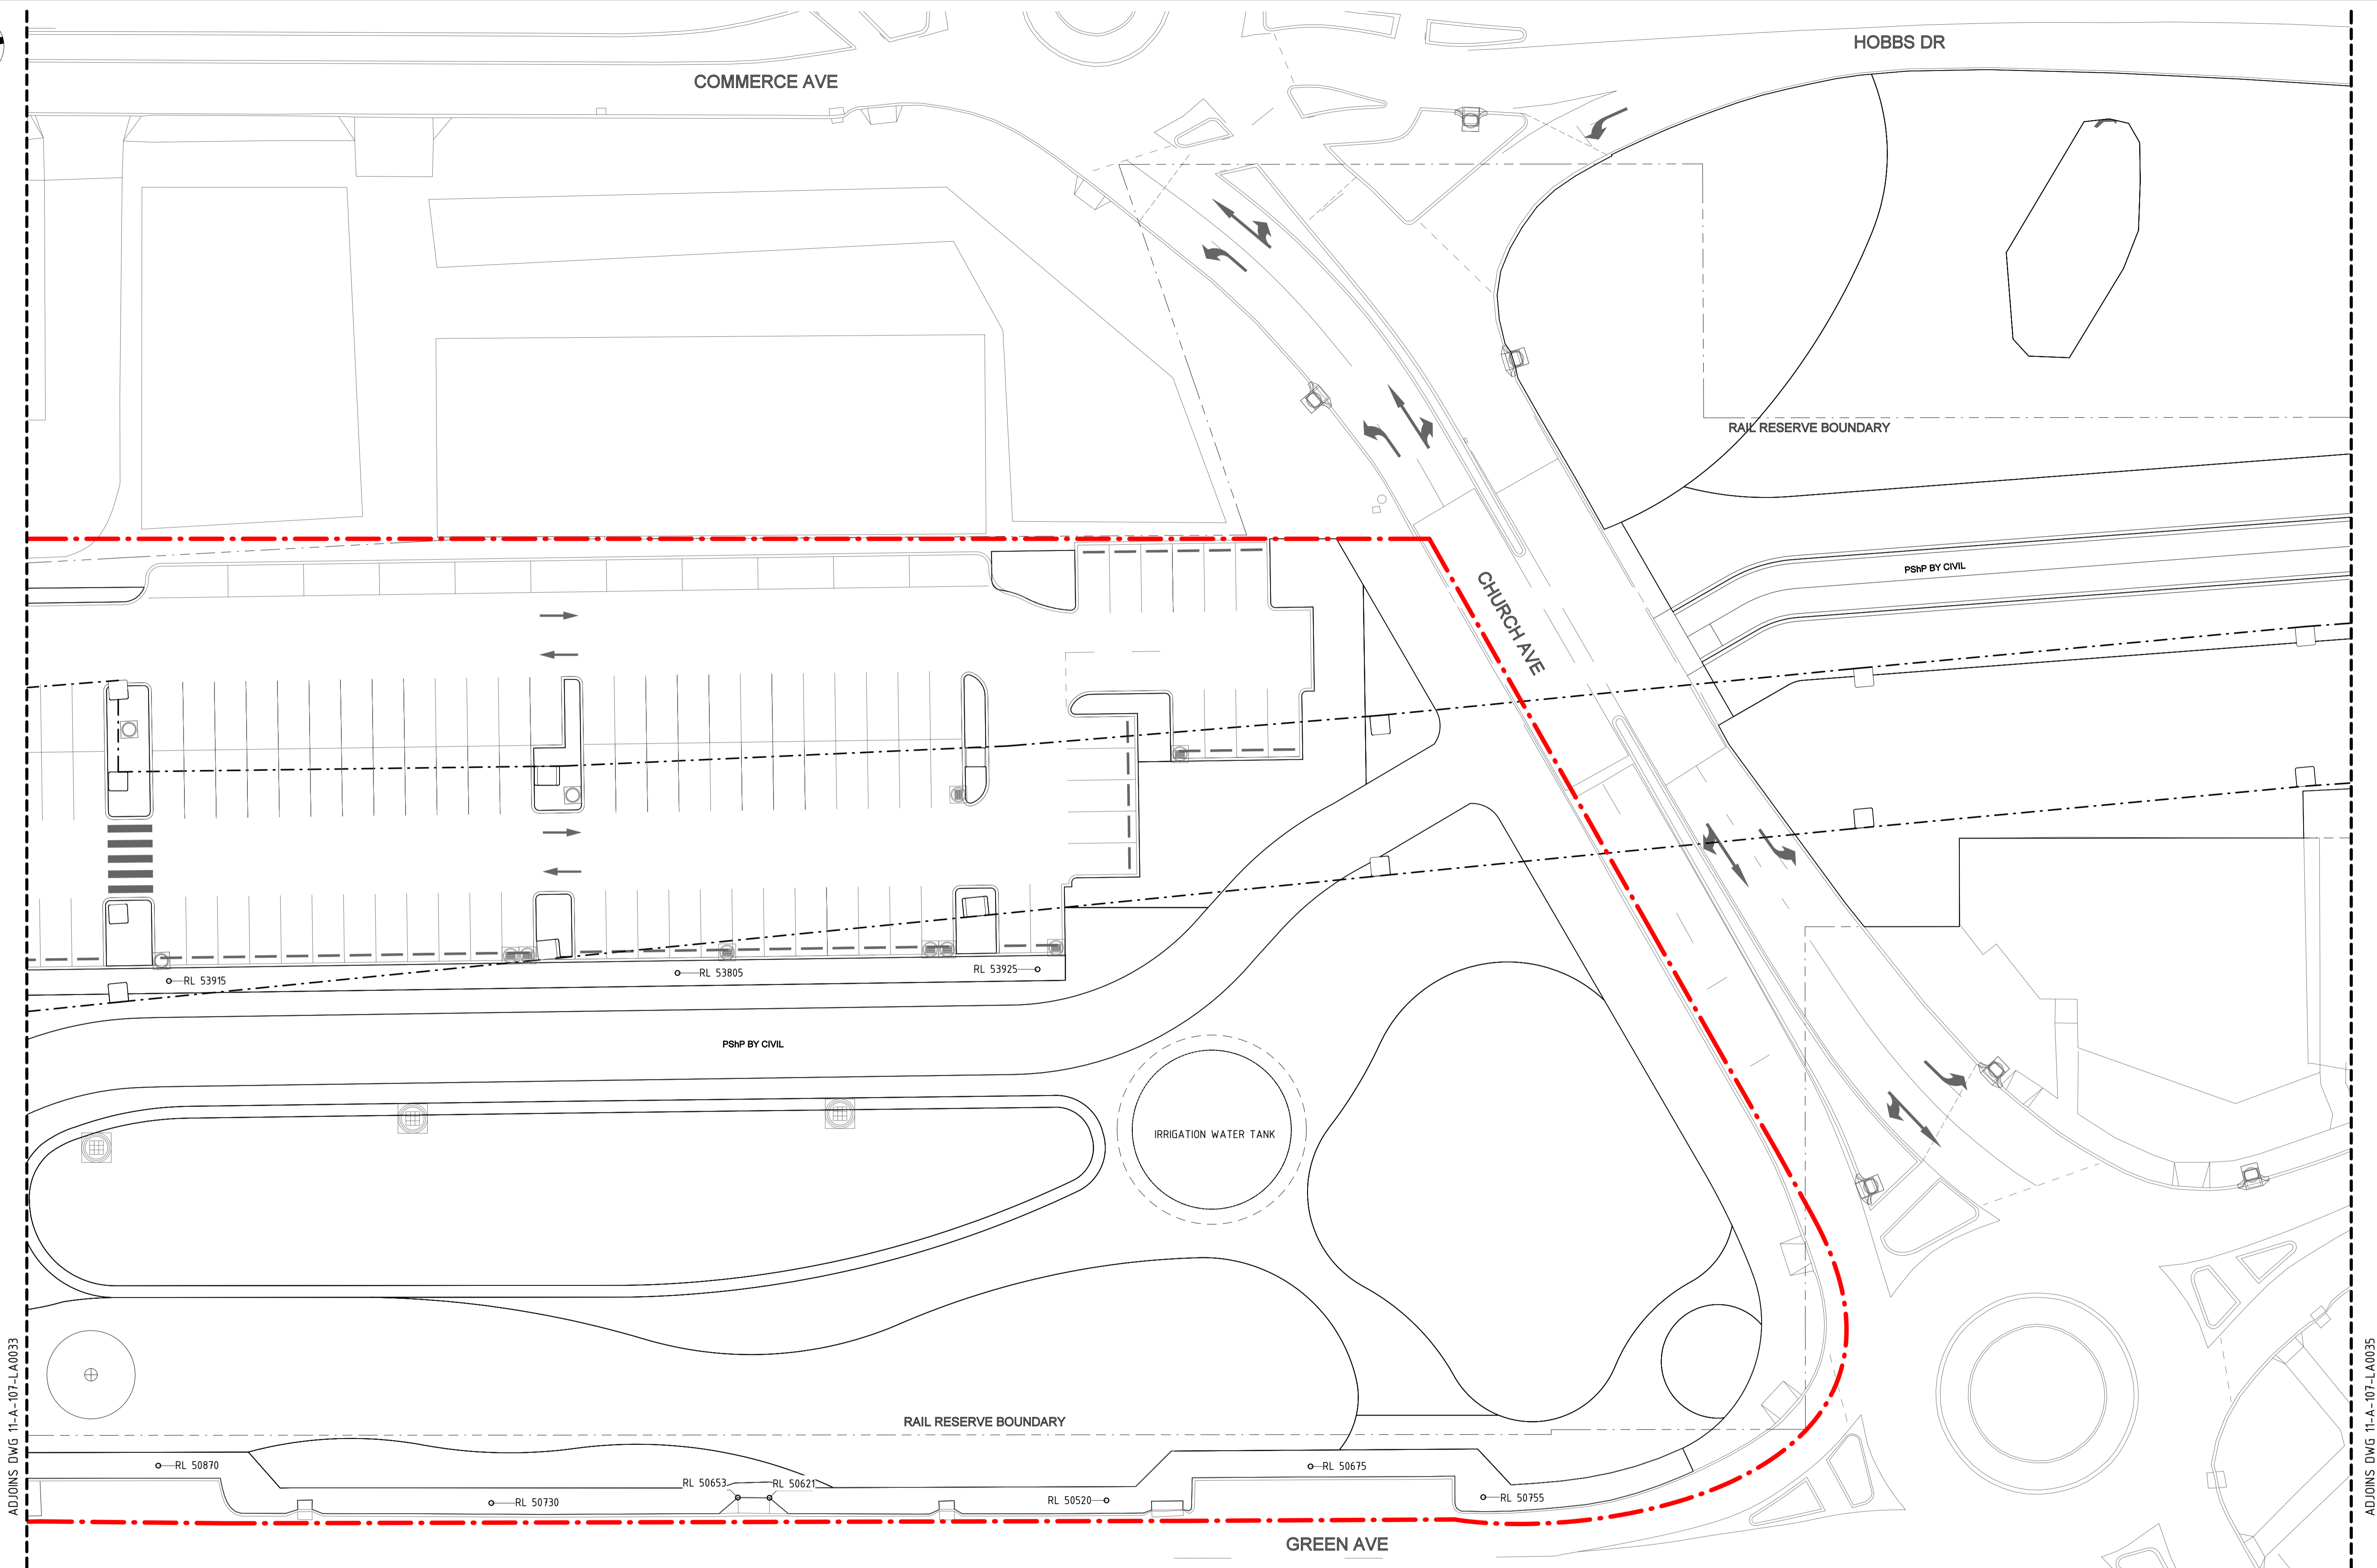 HOBBS DR
COMMERCE AVE
RAIL RESERVE BOUNDARY
PShP BY CIVIL
CHURCH AVE
RL 53915
RL 53805
RL 53925
PShP BY CIVIL
IRRIGATION WATER TANK
RAIL RESERVE BOUNDARY
RL 50870
RL 50730
RL 50653
RL 50621
RL 50520
RL 50675
RL 50755
GREEN AVE
ADJOINS DWG 11-A-107-LA0033
ADJOINS DWG 11-A-107-LA0035